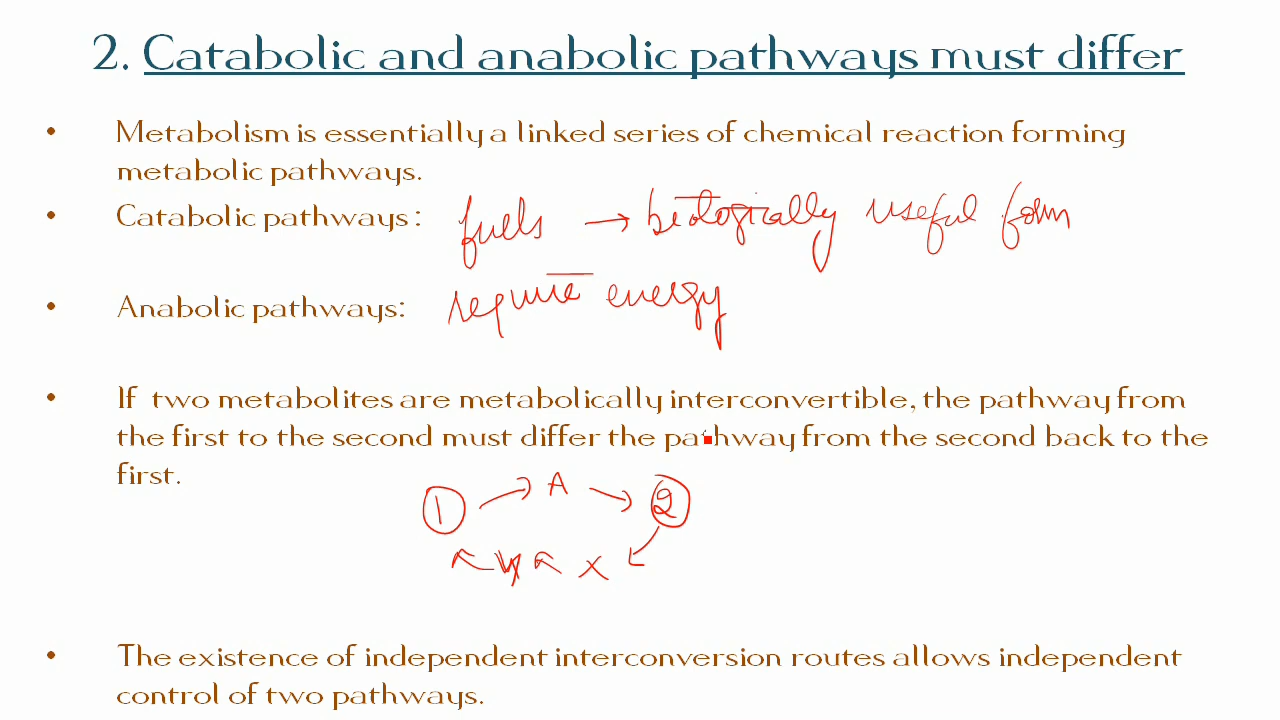 2. Catabolic and anabolic pathways must differ
• Metabolism is essentially a linked series of chemical reaction forming
metabolic pathways.
• Catabolic pathways: fuels → biologically useful form
• Anabolic pathways: require energy
• If two metabolites are metabolically interconvertible, the pathway from
the first to the second must differ the pathway from the second back to the
first.
1 → A → 2
X
• The existence of independent interconversion routes allows independent
control of two pathways.